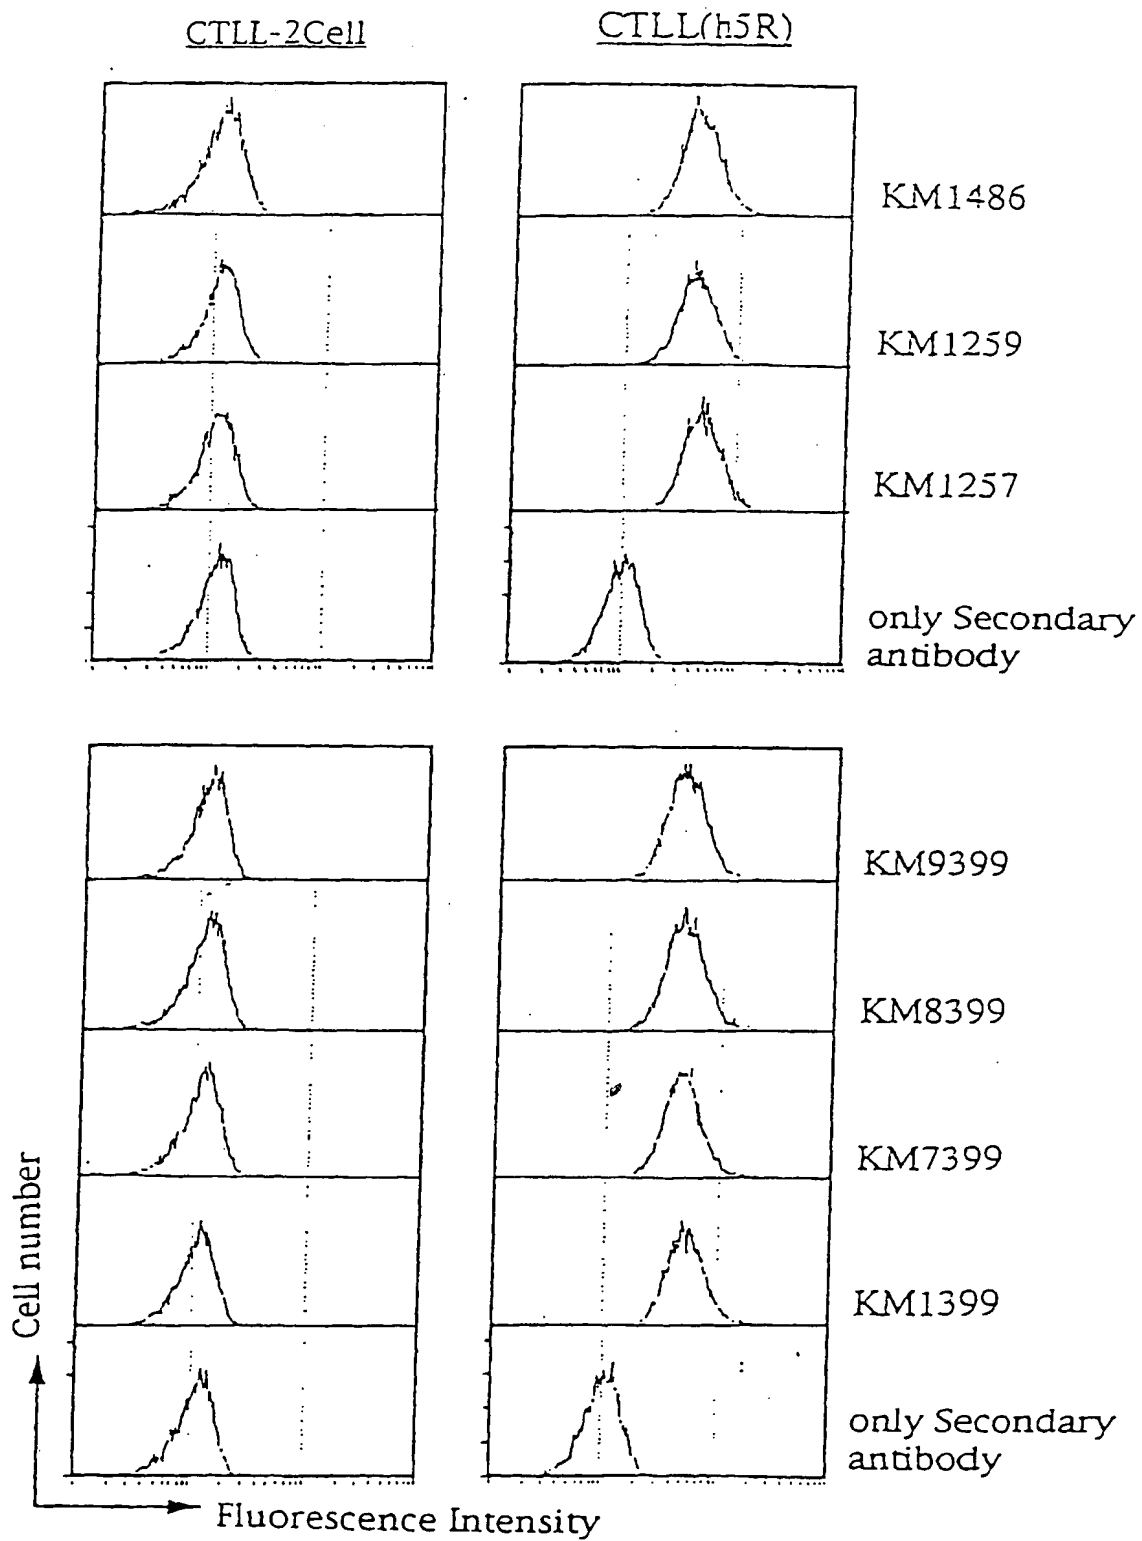 CTLL-2Cell
CTLL(h5R)
KM1486
KM1259
KM1257
only Secondary
antibody
KM9399
KM8399
KM7399
KM1399
only Secondary
antibody
Cell number
Fluorescence Intensity